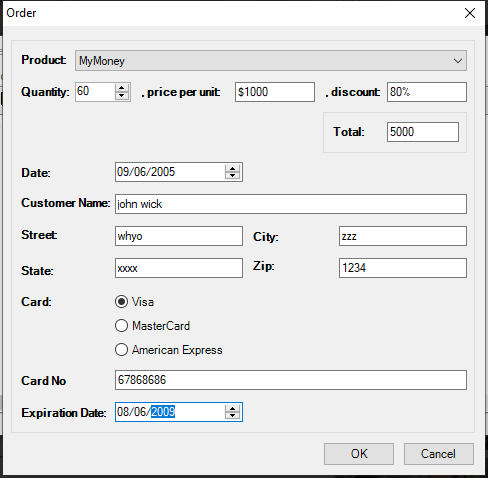 Order
Product: MyMoney
Quantity: 60 , price per unit: $1000 , discount: 80%
Total: 5000
Date: 09/06/2005
Customer Name: john wick
Street: whyo City: zzz
State: xxxx Zip: 1234
Card: Visa
MasterCard
American Express
Card No 67868686
Expiration Date: 08/06/2009
OK Cancel